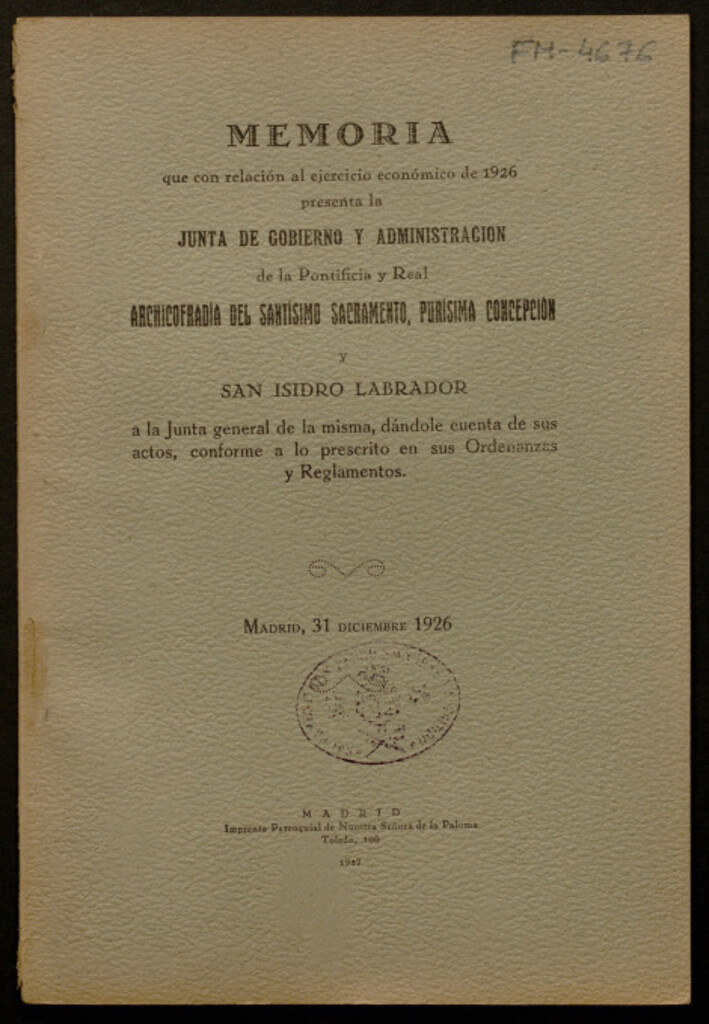 FM-4676
MEMORIA
que con relación al ejercicio económico de 1926
presenta la
JUNTA DE GOBIERNO Y ADMINISTRACION
de la Pontificia y Real
ARCHICOFRADÍA DEL SANTÍSIMO SACRAMENTO, PURÍSIMA CONCEPCIÓN
y
SAN ISIDRO LABRADOR
a la Junta general de la misma, dándole cuenta de sus
actos, conforme a lo prescrito en sus Ordenanzas
y Reglamentos.
MADRID, 31 DICIEMBRE 1926
MADRID
Imprenta Parroquial de Nuestra Señora de la Paloma
Toledo, 100
1927